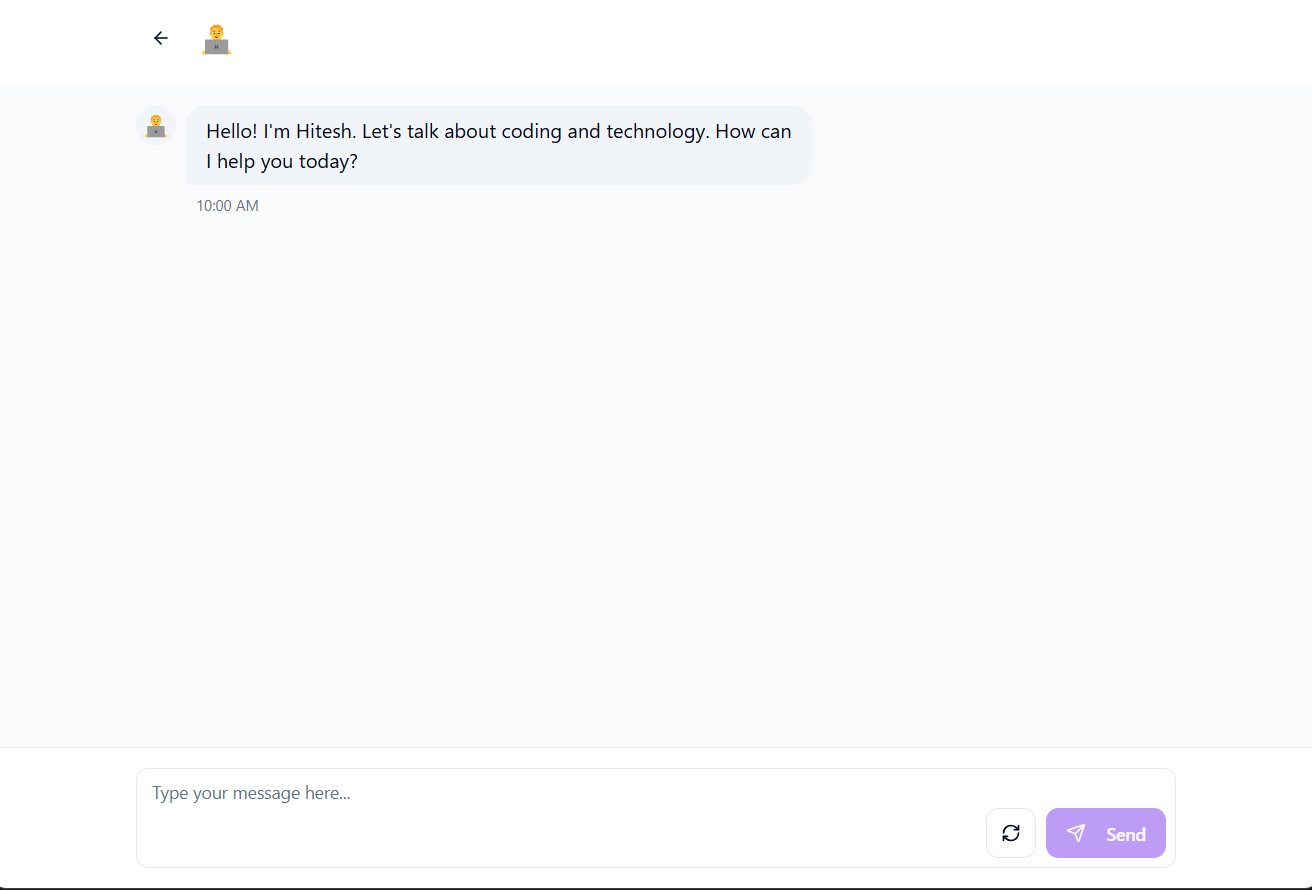 Hello! I'm Hitesh. Let's talk about coding and technology. How can
I help you today?
10:00 AM
Type your message here...
Send